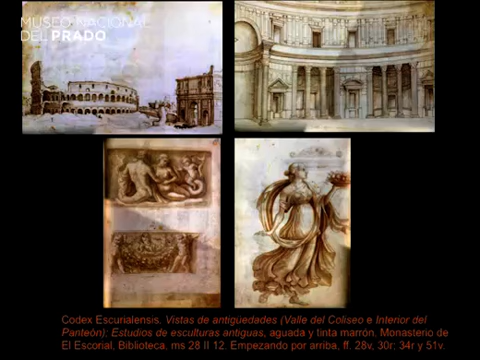 MUSEO NACIONAL
DEL PRADO
Codex Escurialensis. Vistas de antigüedades (Valle del Coliseo e Interior del
Panteón); Estudios de esculturas antiguas, aguada y tinta marrón. Monasterio de
El Escorial, Biblioteca, ms 28 II 12. Empezando por arriba, ff. 28v, 30r; 34r y 51v.